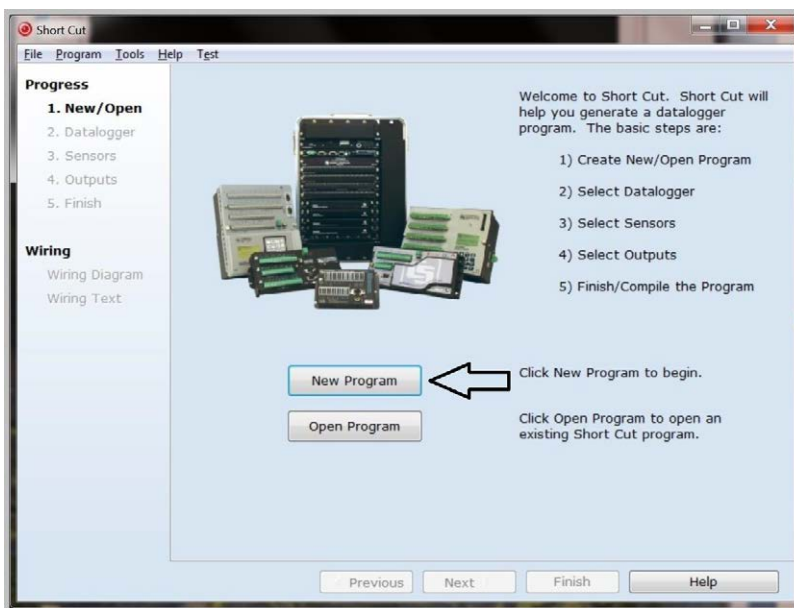 Short Cut
File Program Tools Help Test
Progress
1. New/Open
2. Datalogger
3. Sensors
4. Outputs
5. Finish
Wiring
Wiring Diagram
Wiring Text
Welcome to Short Cut. Short Cut will
help you generate a datalogger
program. The basic steps are:
1) Create New/Open Program
2) Select Datalogger
3) Select Sensors
4) Select Outputs
5) Finish/Compile the Program
New Program
Click New Program to begin.
Open Program
Click Open Program to open an
existing Short Cut program.
Previous
Next
Finish
Help